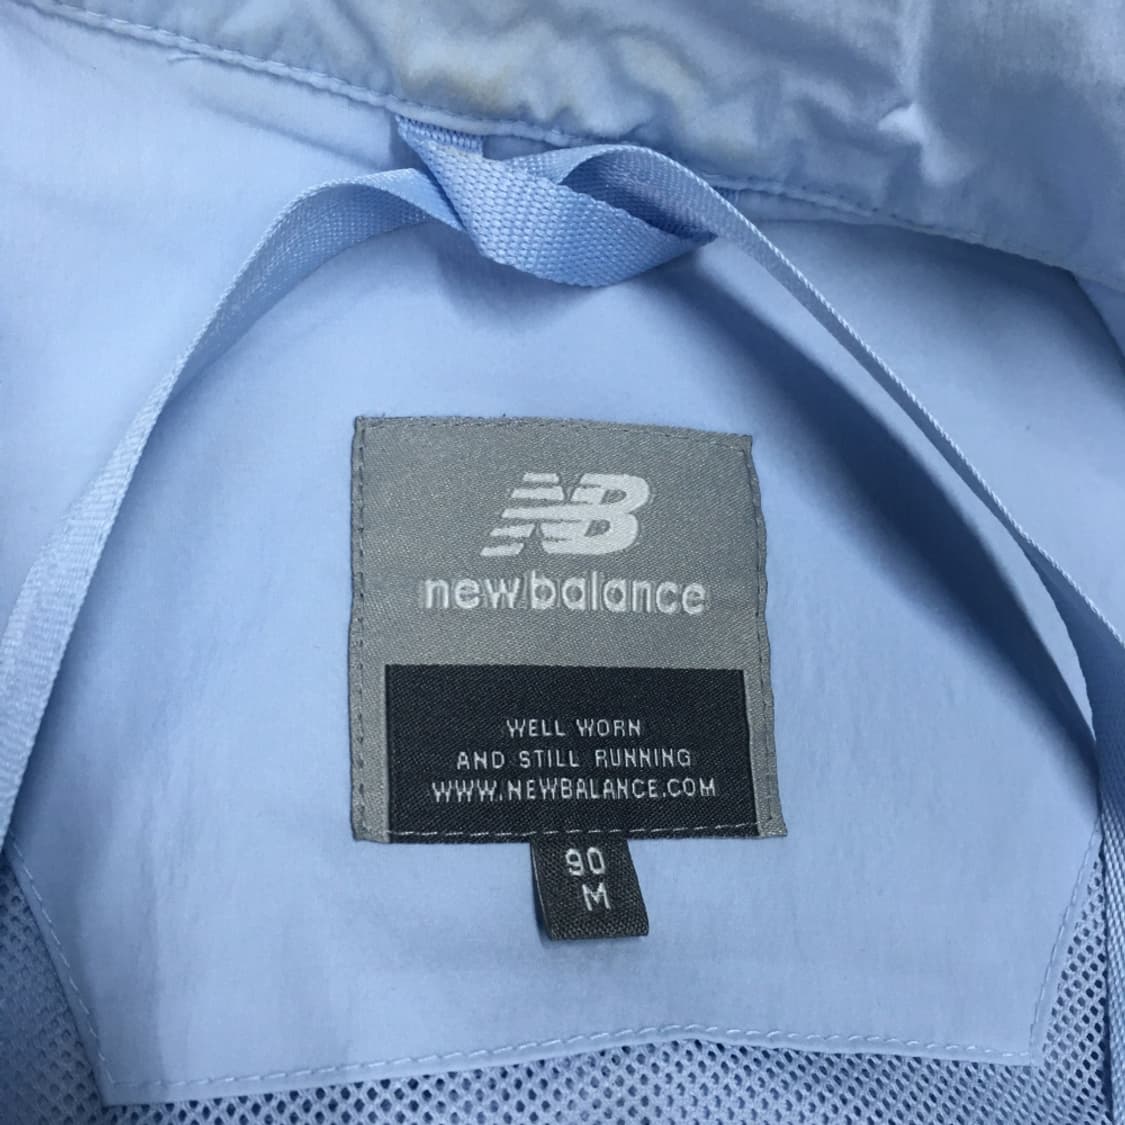 NB
new balance
WELL WORN
AND STILL RUNNING
WWW.NEWBALANCE.COM
90
M